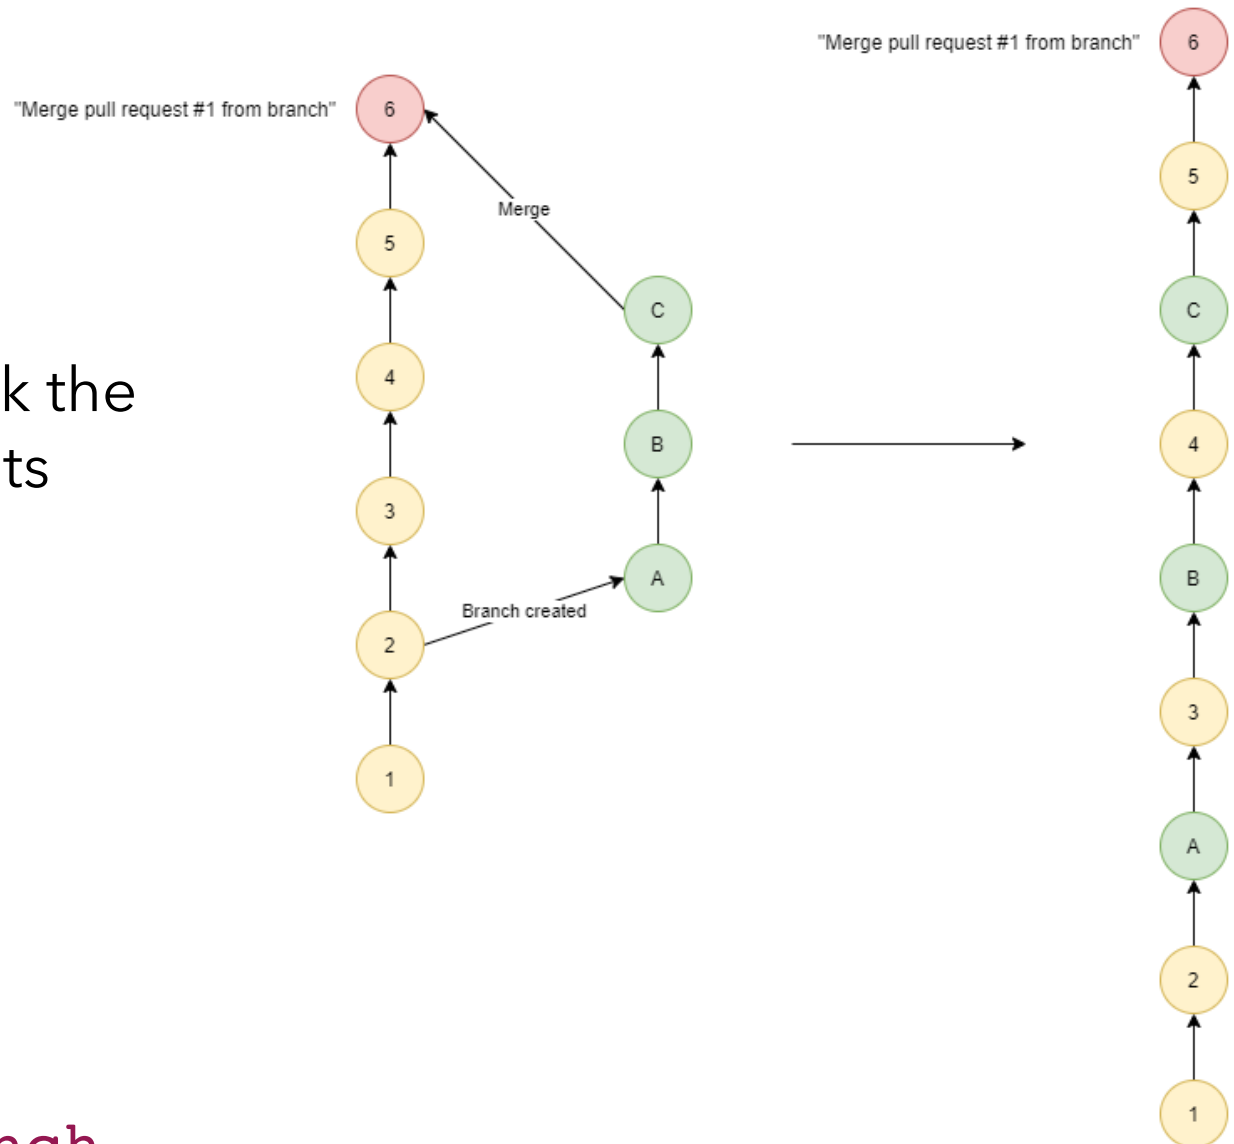 "Merge pull request #1 from branch"
6
5
4
3
2
1
Merge
C
B
A
Branch created
k the
ts
"Merge pull request #1 from branch"
6
5
C
4
B
3
A
2
1